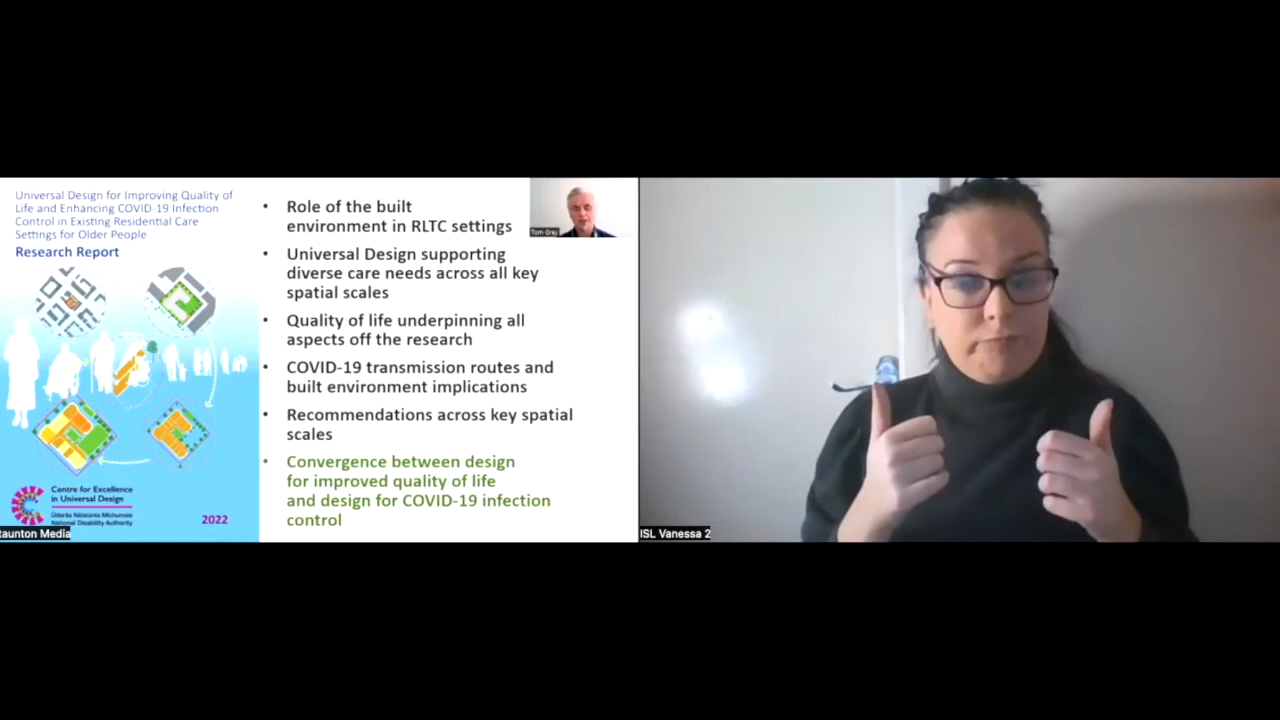 Universal Design for Improving Quality of
Life and Enhancing COVID-19 Infection
Control in Existing Residential Care
Settings for Older People
Research Report
Centre for Excellence
in Universal Design
Údarás Náisiúnta Míchumais
National Disability Authority
2022
taunton Media
• Role of the built
environment in RLTC settings
• Universal Design supporting
diverse care needs across all key
spatial scales
• Quality of life underpinning all
aspects off the research
• COVID-19 transmission routes and
built environment implications
• Recommendations across key spatial
scales
• Convergence between design
for improved quality of life
and design for COVID-19 infection
control
Tom Gray
ISL Vanessa 2